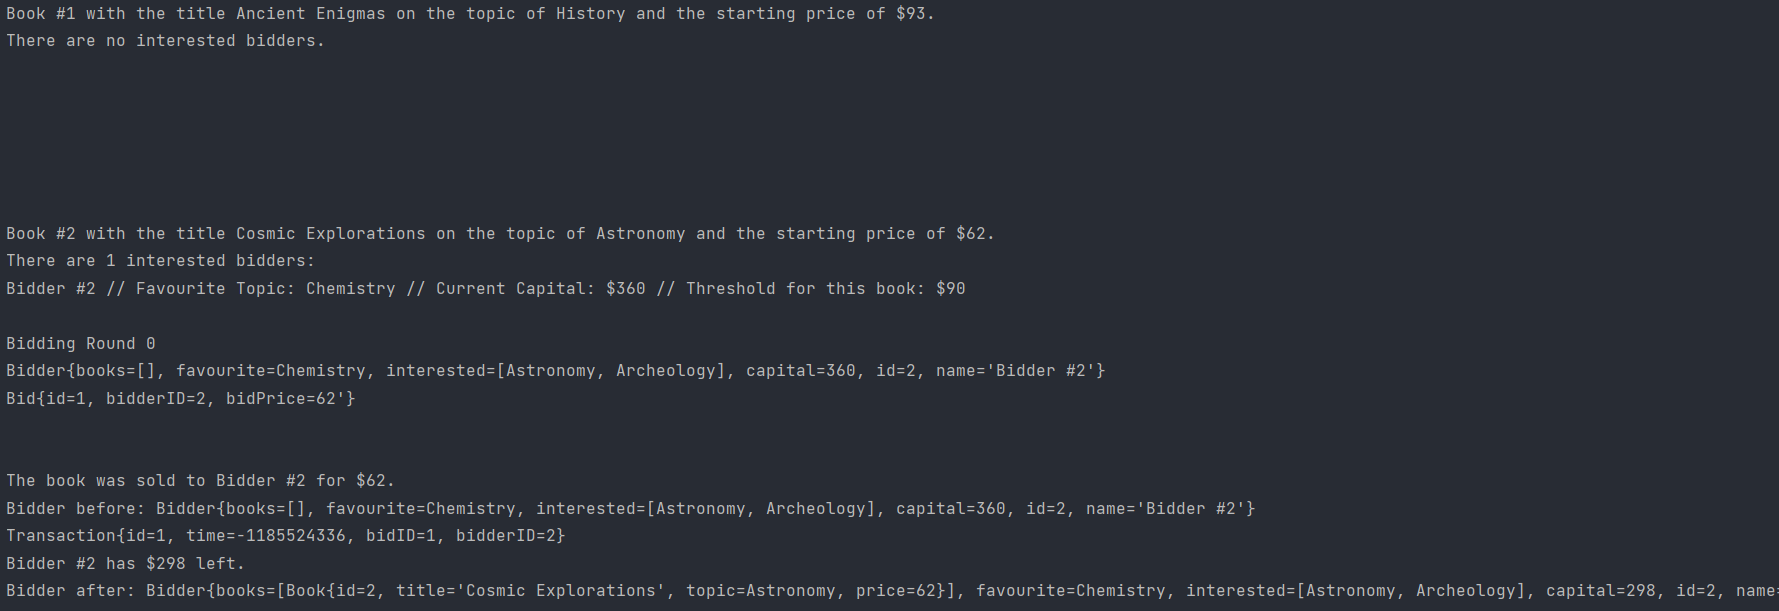 Book #1 with the title Ancient Enigmas on the topic of History and the starting price of $93.
There are no interested bidders.
Book #2 with the title Cosmic Explorations on the topic of Astronomy and the starting price of $62.
There are 1 interested bidders:
Bidder #2 // Favourite Topic: Chemistry // Current Capital: $360 // Threshold for this book: $90
Bidding Round 0
Bidder{books=[], favourite=Chemistry, interested=[Astronomy, Archeology], capital=360, id=2, name='Bidder #2'}
Bid{id=1, bidderID=2, bidPrice=62'}
The book was sold to Bidder #2 for $62.
Bidder before: Bidder{books=[], favourite=Chemistry, interested=[Astronomy, Archeology], capital=360, id=2, name='Bidder #2'}
Transaction{id=1, time=-1185524336, bidID=1, bidderID=2}
Bidder #2 has $298 left.
Bidder after: Bidder{books=[Book{id=2, title='Cosmic Explorations', topic=Astronomy, price=62}], favourite=Chemistry, interested=[Astronomy, Archeology], capital=298, id=2, name=